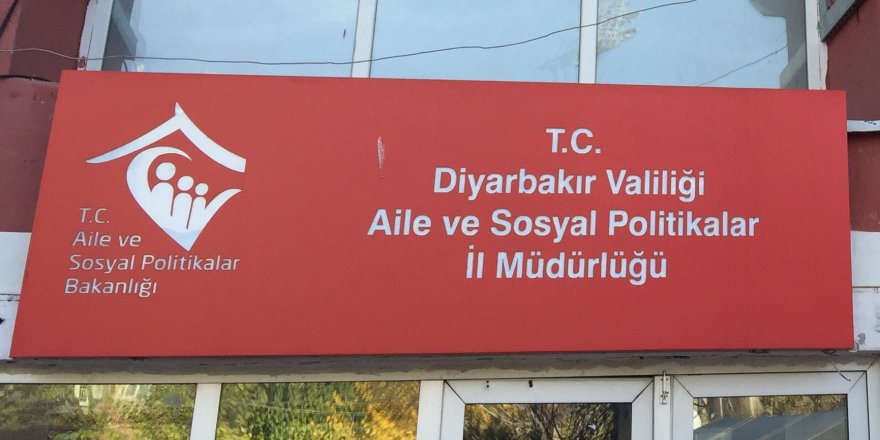 T.C.
Aile ve
Sosyal Politikalar
Bakanlığı
T.C.
Diyarbakır Valiliği
Aile ve Sosyal Politikalar
İl Müdürlüğü